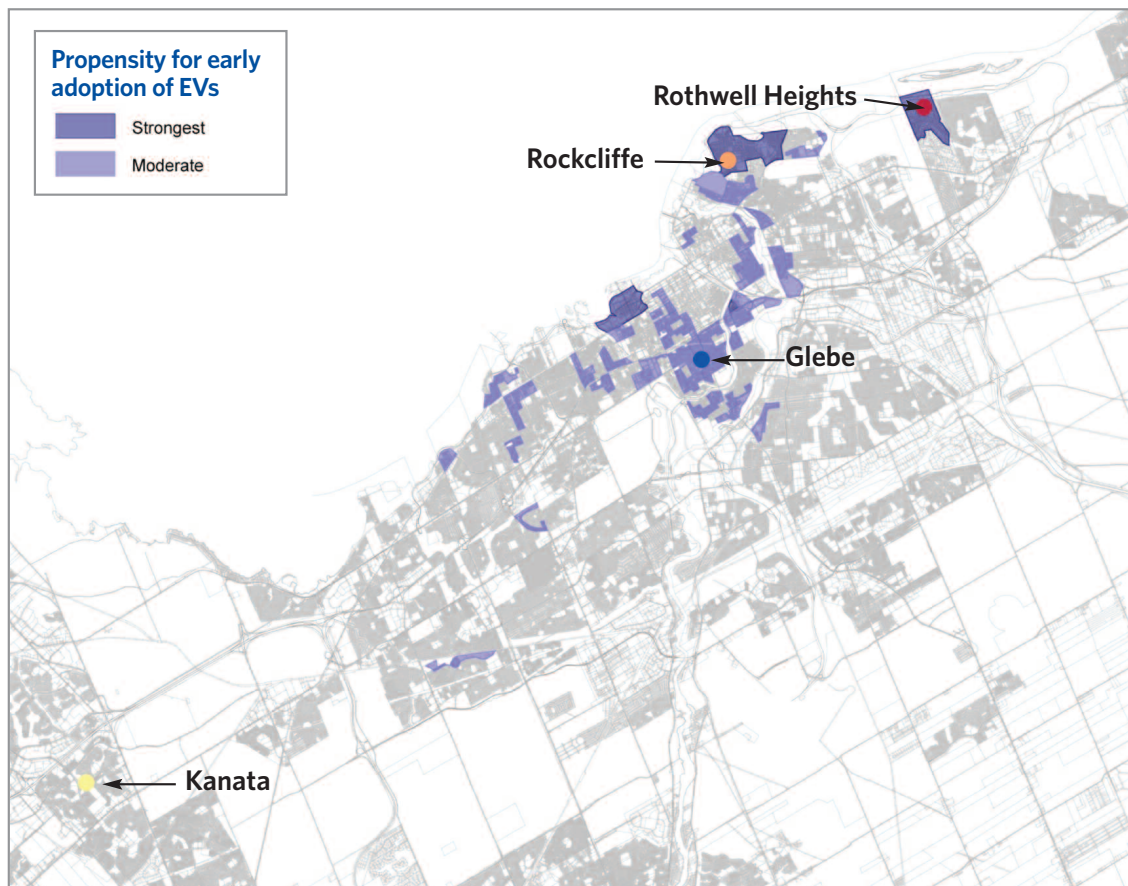 Propensity for early
adoption of EVs
Strongest
Moderate
Rothwell Heights
Rockcliffe
Glebe
Kanata